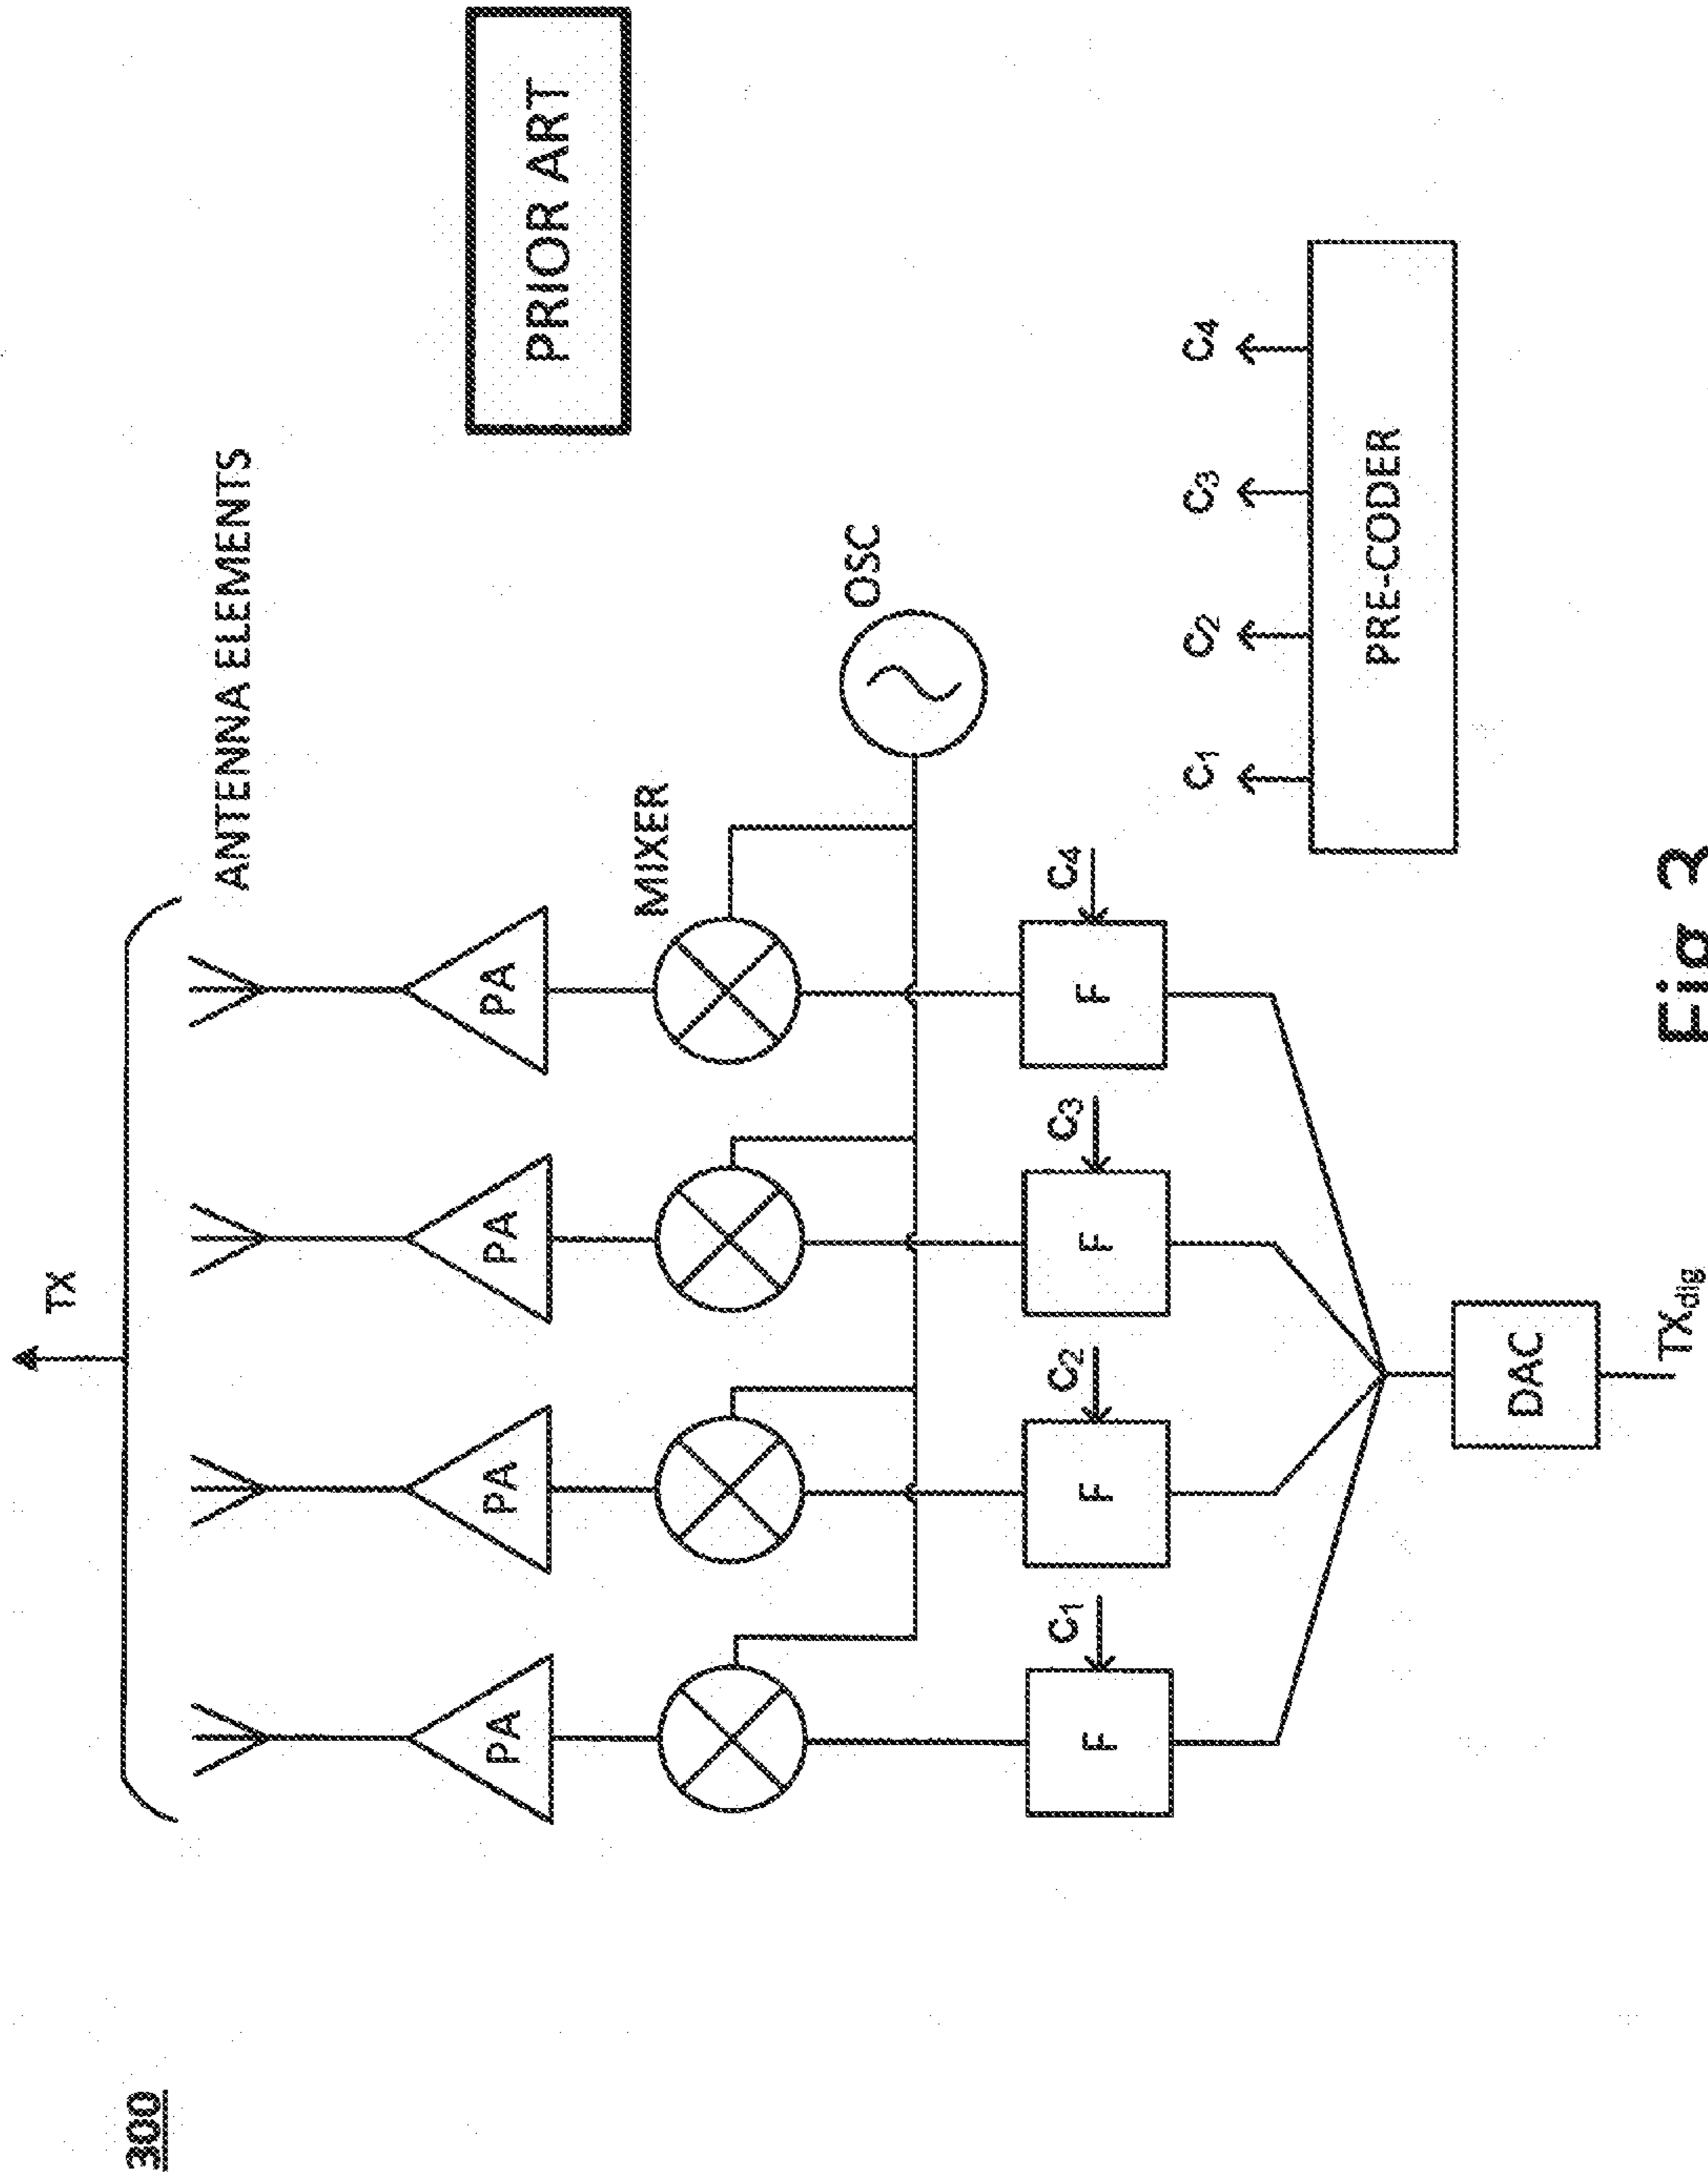 300
TX
ANTENNA ELEMENTS
PRIOR ART
PA
PA
PA
PA
MIXER
OSC
C1
C2
C3
C4
F
F
F
F
C1
C2
C3
C4
PRE-CODER
DAC
TXdig
Fig 3